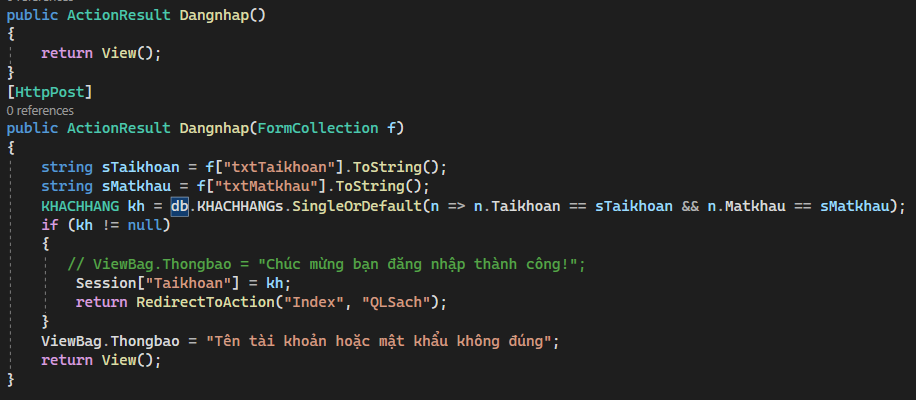 public ActionResult Dangnhap()
{
    return View();
}
[HttpPost]
0 references
public ActionResult Dangnhap(FormCollection f)
{
    string sTaikhoan = f["txtTaikhoan"].ToString();
    string sMatkhau = f["txtMatkhau"].ToString();
    KHACHHANG kh = db.KHACHHANGs.SingleOrDefault(n => n.Taikhoan == sTaikhoan && n.Matkhau == sMatkhau);
    if (kh != null)
    {
       // ViewBag.Thongbao = "Chúc mừng bạn đăng nhập thành công!";
        Session["Taikhoan"] = kh;
        return RedirectToAction("Index", "QLSach");
    }
    ViewBag.Thongbao = "Tên tài khoản hoặc mật khẩu không đúng";
    return View();
}